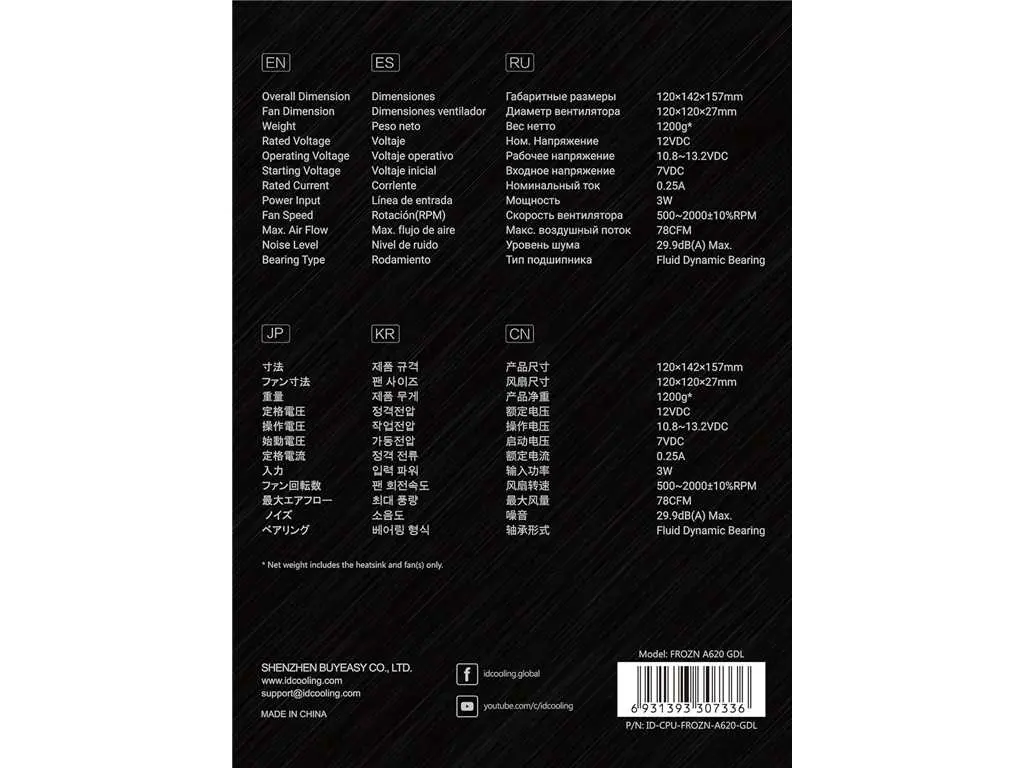 EN ES RU
Overall Dimension Dimensiones Габаритные размеры 120×142×157mm
Fan Dimension Dimensiones ventilador Диаметр вентилятора 120×120×27mm
Weight Peso neto Вес нетто 1200g*
Rated Voltage Voltaje Ном. Напряжение 12VDC
Operating Voltage Voltaje operativo Рабочее напряжение 10.8~13.2VDC
Starting Voltage Voltaje inicial Входное напряжение 7VDC
Rated Current Corrlente Номинальный ток 0.25A
Power Input Línea de entrada Мощность 3W
Fan Speed Rotación(RPM) Скорость вентилятора 500~2000±10%RPM
Max. Air Flow Max. flujo de aire Макс. воздушный поток 78CFM
Noise Level Nivel de ruido Уровень шума 29.9dB(A) Max.
Bearing Type Rodamiento Тип подшипника Fluid Dynamic Bearing
JP KR CN
寸法 제품 규격 产品尺寸 120×142×157mm
ファン寸法 팬 사이즈 风扇尺寸 120×120×27mm
重量 제품 무게 产品净重 1200g*
定格電圧 정격전압 额定电压 12VDC
操作電圧 작업전압 操作电压 10.8~13.2VDC
始動電圧 가동전압 启动电压 7VDC
定格電流 정격 전류 额定电流 0.25A
入力 입력 파워 输入功率 3W
ファン回転数 팬 회전속도 风扇转速 500~2000±10%RPM
最大エアフロー 최대 풍량 最大风量 78CFM
ノイズ 소음도 噪音 29.9dB(A) Max.
ベアリング 베어링 형식 轴承形式 Fluid Dynamic Bearing
* Net weight includes the heatsink and fan(s) only.
SHENZHEN BUYEASY CO., LTD.
www.idcooling.com
support@idcooling.com
MADE IN CHINA
idcooling.global
youtube.com/c/idcooling
Model: FROZN A620 GDL
6 931393 307336
P/N: ID-CPU-FROZN-A620-GDL